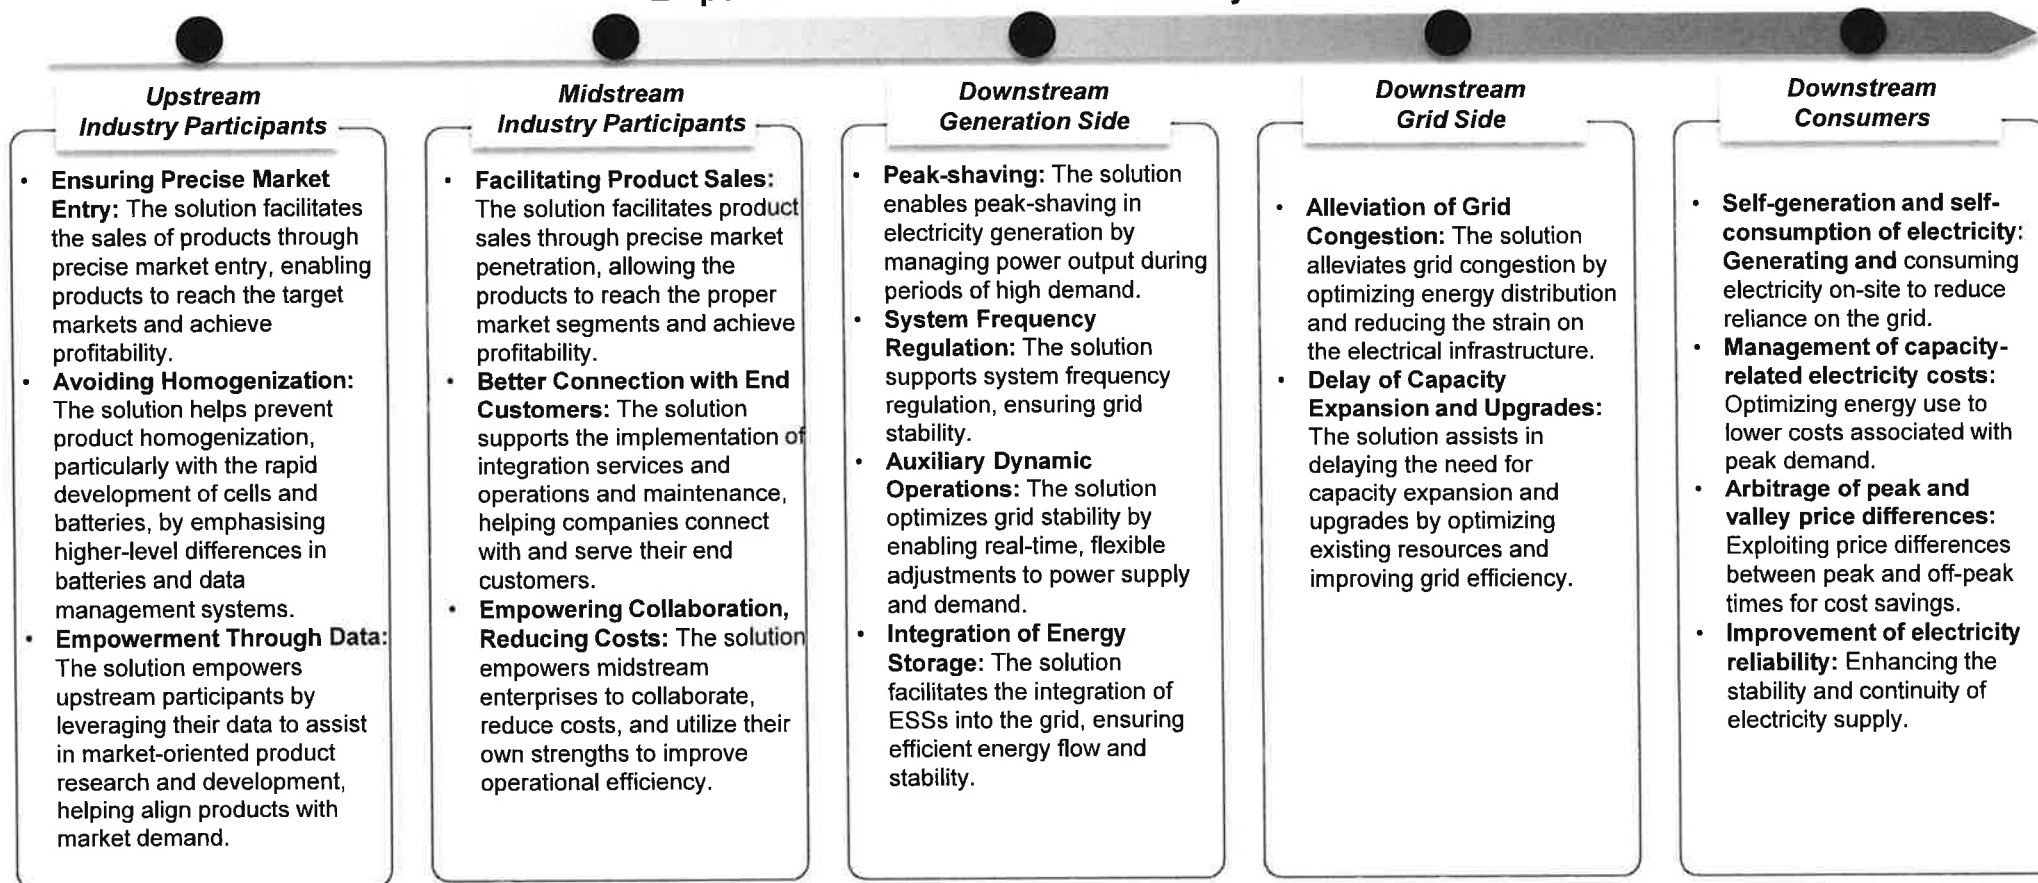 Upstream
Industry Participants
• Ensuring Precise Market
Entry: The solution facilitates
the sales of products through
precise market entry, enabling
products to reach the target
markets and achieve
profitability.
• Avoiding Homogenization:
The solution helps prevent
product homogenization,
particularly with the rapid
development of cells and
batteries, by emphasising
higher-level differences in
batteries and data
management systems.
• Empowerment Through Data:
The solution empowers
upstream participants by
leveraging their data to assist
in market-oriented product
research and development,
helping align products with
market demand.
Midstream
Industry Participants
• Facilitating Product Sales:
The solution facilitates product
sales through precise market
penetration, allowing the
products to reach the proper
market segments and achieve
profitability.
• Better Connection with End
Customers: The solution
supports the implementation of
integration services and
operations and maintenance,
helping companies connect
with and serve their end
customers.
• Empowering Collaboration,
Reducing Costs: The solution
empowers midstream
enterprises to collaborate,
reduce costs, and utilize their
own strengths to improve
operational efficiency.
Downstream
Generation Side
• Peak-shaving: The solution
enables peak-shaving in
electricity generation by
managing power output during
periods of high demand.
• System Frequency
Regulation: The solution
supports system frequency
regulation, ensuring grid
stability.
• Auxiliary Dynamic
Operations: The solution
optimizes grid stability by
enabling real-time, flexible
adjustments to power supply
and demand.
• Integration of Energy
Storage: The solution
facilitates the integration of
ESSs into the grid, ensuring
efficient energy flow and
stability.
Downstream
Grid Side
• Alleviation of Grid
Congestion: The solution
alleviates grid congestion by
optimizing energy distribution
and reducing the strain on
the electrical infrastructure.
• Delay of Capacity
Expansion and Upgrades:
The solution assists in
delaying the need for
capacity expansion and
upgrades by optimizing
existing resources and
improving grid efficiency.
Downstream
Consumers
• Self-generation and self-
consumption of electricity:
Generating and consuming
electricity on-site to reduce
reliance on the grid.
• Management of capacity-
related electricity costs:
Optimizing energy use to
lower costs associated with
peak demand.
• Arbitrage of peak and
valley price differences:
Exploiting price differences
between peak and off-peak
times for cost savings.
• Improvement of electricity
reliability: Enhancing the
stability and continuity of
electricity supply.